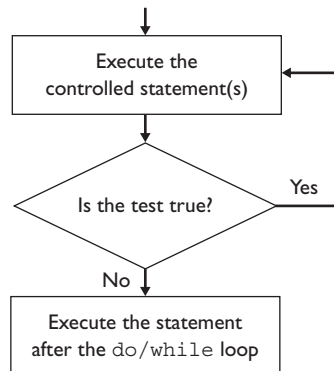 Execute the
controlled statement(s)
Is the test true?
Yes
No
Execute the statement
after the do/while loop